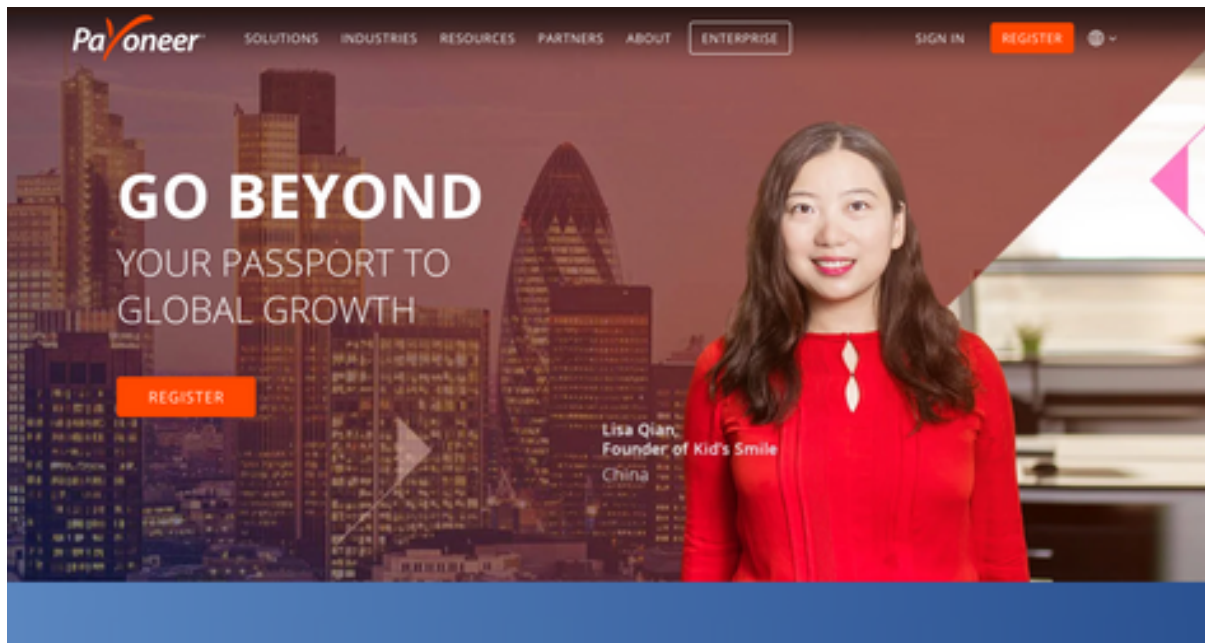 Payoneer
SOLUTIONS INDUSTRIES RESOURCES PARTNERS ABOUT ENTERPRISE SIGN IN REGISTER
GO BEYOND
YOUR PASSPORT TO
GLOBAL GROWTH
REGISTER
Lisa Qian,
Founder of Kid's Smile
China